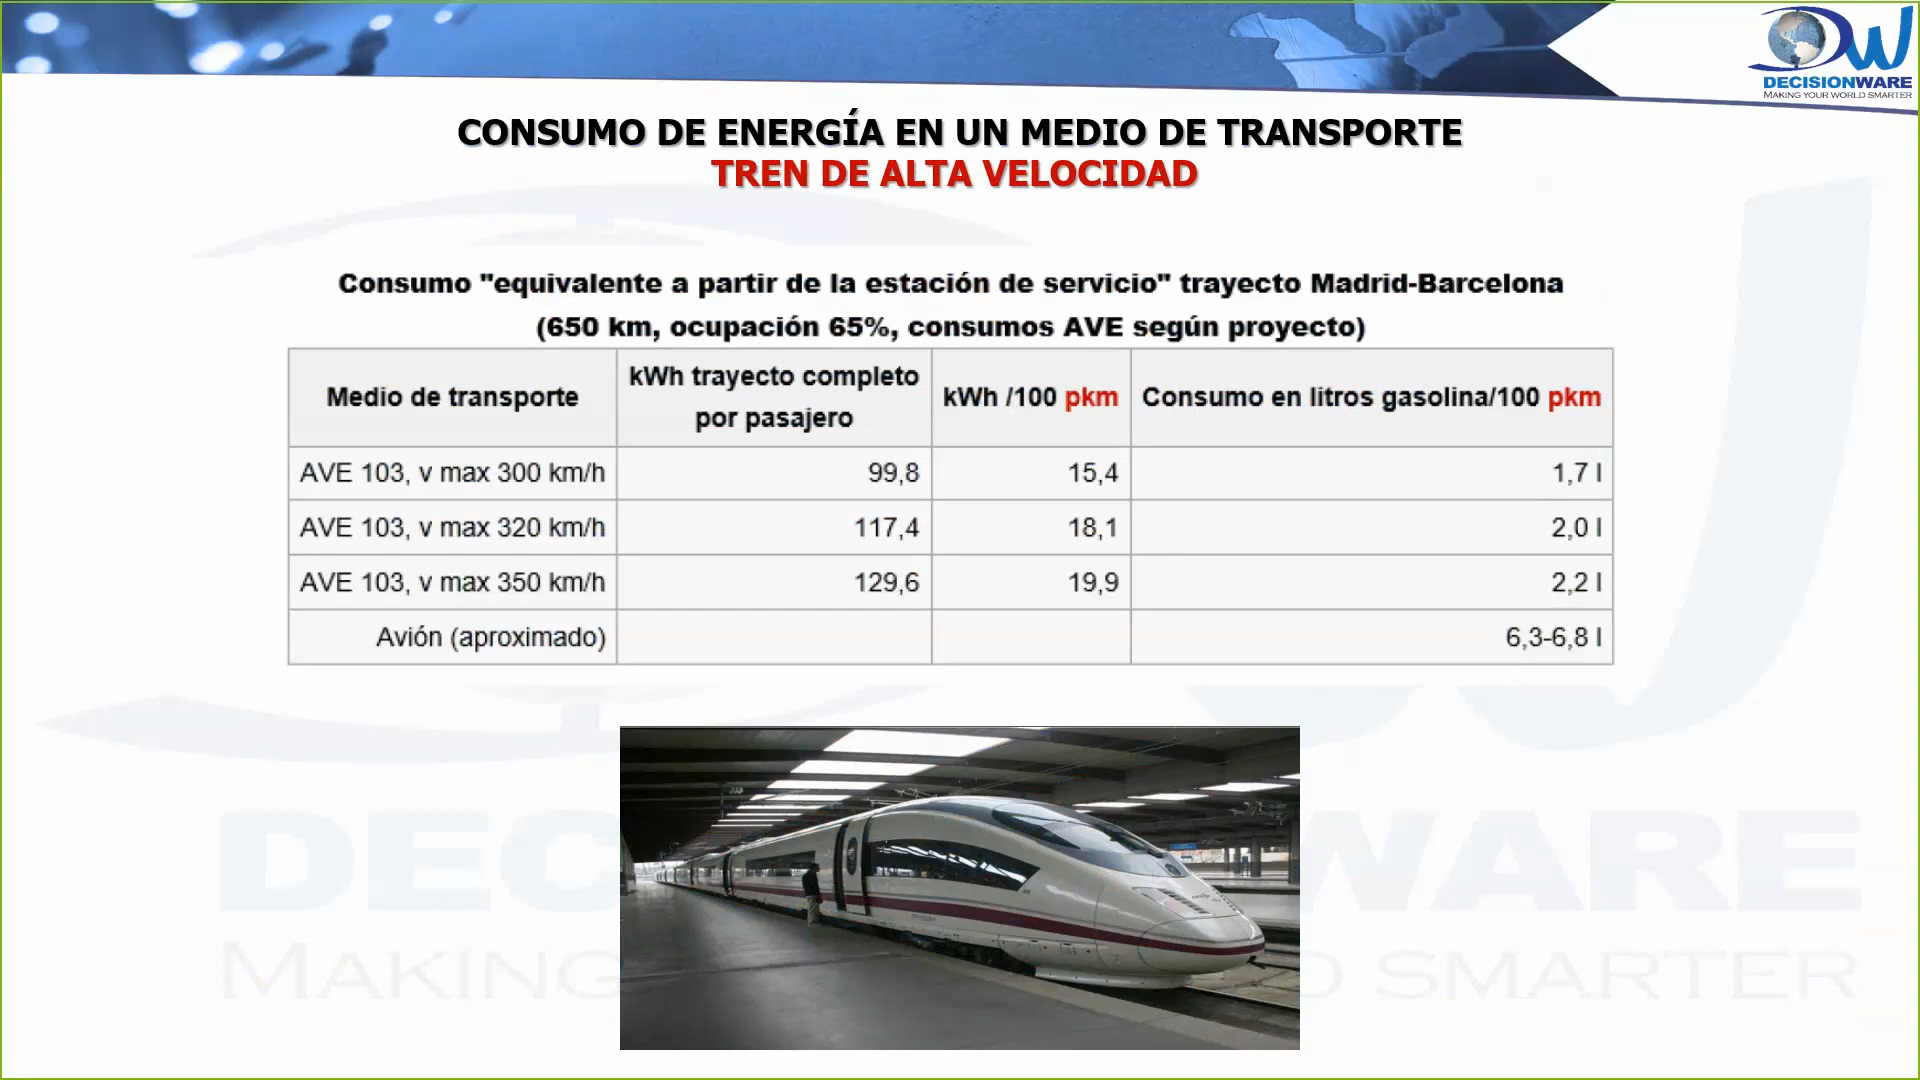 DECISIONWARE
MAKING YOUR WORLD SMARTER
CONSUMO DE ENERGÍA EN UN MEDIO DE TRANSPORTE
TREN DE ALTA VELOCIDAD
Consumo "equivalente a partir de la estación de servicio" trayecto Madrid-Barcelona
(650 km, ocupación 65%, consumos AVE según proyecto)
Medio de transporte
kWh trayecto completo
por pasajero
kWh /100 pkm
Consumo en litros gasolina/100 pkm
AVE 103, v max 300 km/h 99,8 15,4 1,7 l
AVE 103, v max 320 km/h 117,4 18,1 2,0 l
AVE 103, v max 350 km/h 129,6 19,9 2,2 l
Avión (aproximado) 6,3-6,8 l
DEC WARE
MAKING D SMARTER